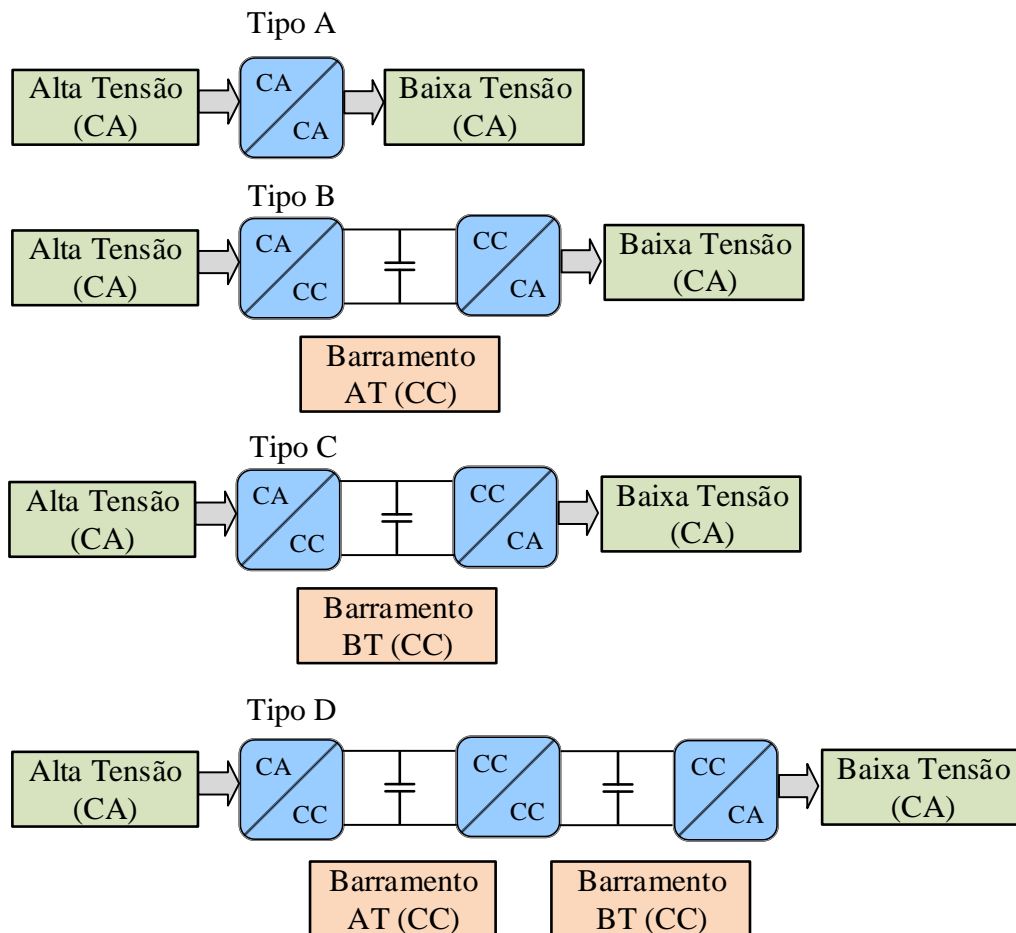 Tipo A
Alta Tensão
(CA)
CA
CA
Baixa Tensão
(CA)
Tipo B
Alta Tensão
(CA)
CA
CC
CC
CA
Baixa Tensão
(CA)
Barramento
AT (CC)
Tipo C
Alta Tensão
(CA)
CA
CC
CC
CA
Baixa Tensão
(CA)
Barramento
BT (CC)
Tipo D
Alta Tensão
(CA)
CA
CC
CC
CC
CC
CA
Baixa Tensão
(CA)
Barramento
AT (CC)
Barramento
BT (CC)